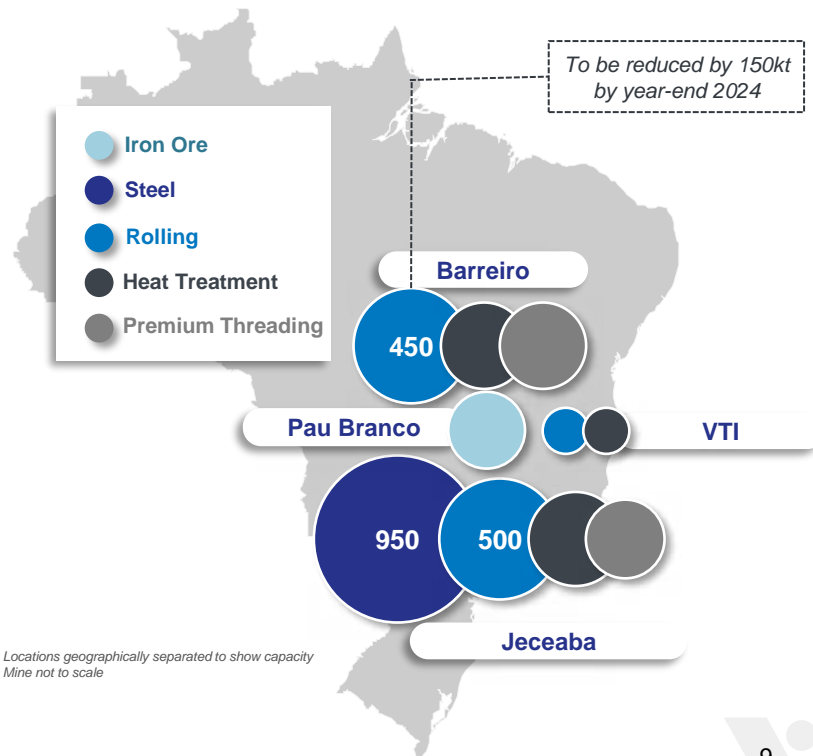 To be reduced by 150kt
by year-end 2024
Iron Ore
Steel
Rolling
Heat Treatment
Premium Threading
Barreiro
450
Pau Branco
VTI
950
500
Jeceaba
Locations geographically separated to show capacity
Mine not to scale
9